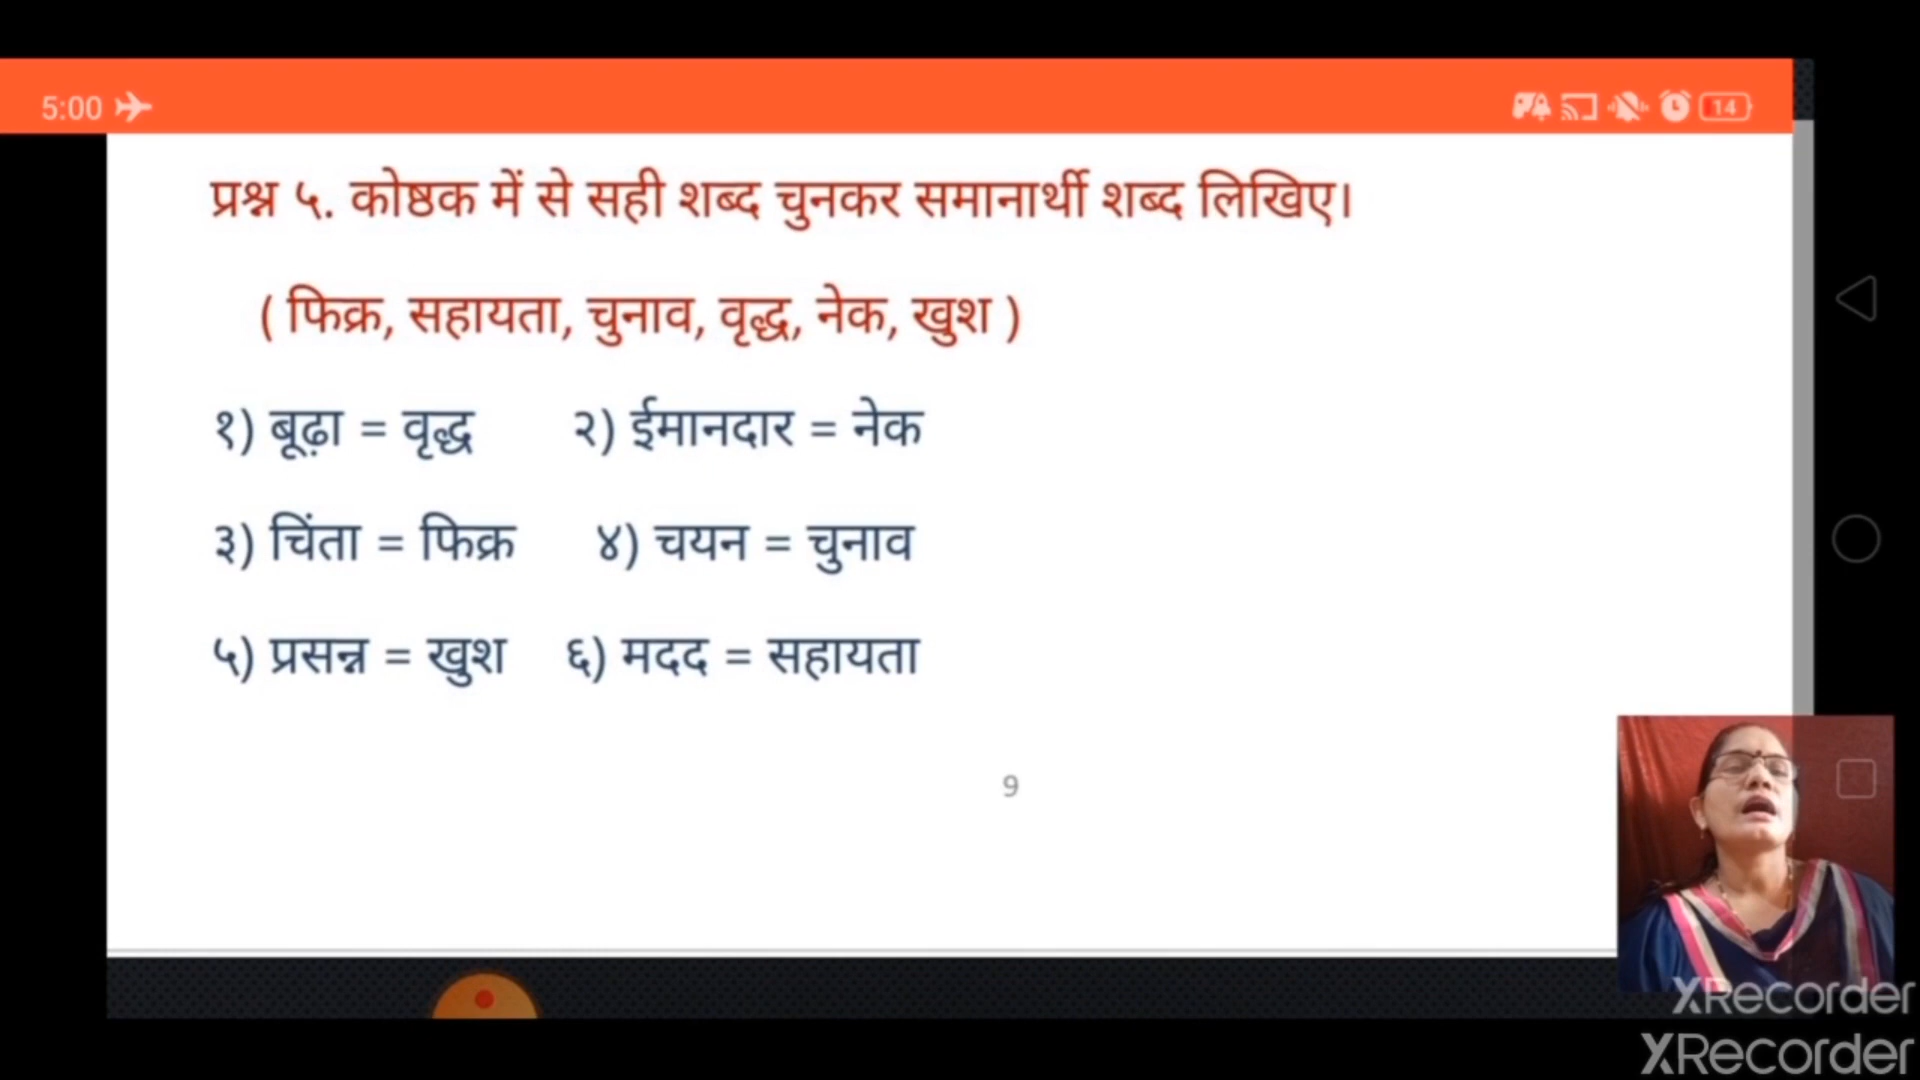 5:00
14
प्रश्न ५. कोष्ठक में से सही शब्द चुनकर समानार्थी शब्द लिखिए।
( फिक्र, सहायता, चुनाव, वृद्ध, नेक, खुश )
१) बूढ़ा = वृद्ध २) ईमानदार = नेक
३) चिंता = फिक्र ४) चयन = चुनाव
५) प्रसन्न = खुश ६) मदद = सहायता
9
XRecorder
XRecorder